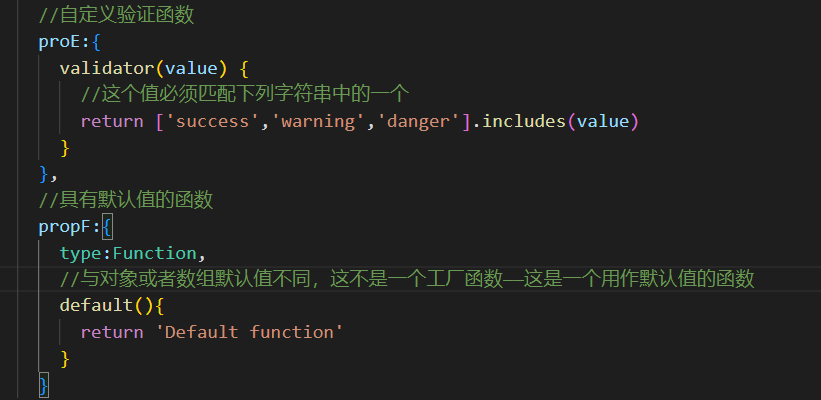 //自定义验证函数
proE:{
validator(value) {
//这个值必须匹配下列字符串中的一个
return ['success','warning','danger'].includes(value)
}
},
//具有默认值的函数
propF:{
type:Function,
//与对象或者数组默认值不同，这不是一个工厂函数—这是一个用作默认值的函数
default(){
return 'Default function'
}
}